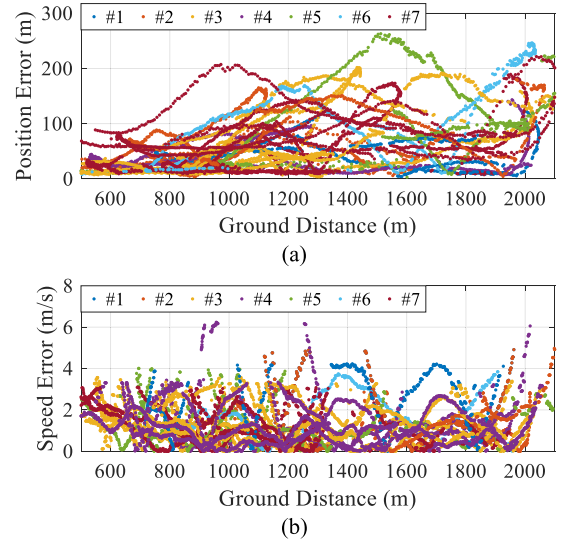 #1 #2 #3 #4 #5 #6 #7
300
200
100
0
Position Error (m)
600 800 1000 1200 1400 1600 1800 2000
Ground Distance (m)
(a)
#1 #2 #3 #4 #5 #6 #7
8
6
4
2
0
Speed Error (m/s)
600 800 1000 1200 1400 1600 1800 2000
Ground Distance (m)
(b)